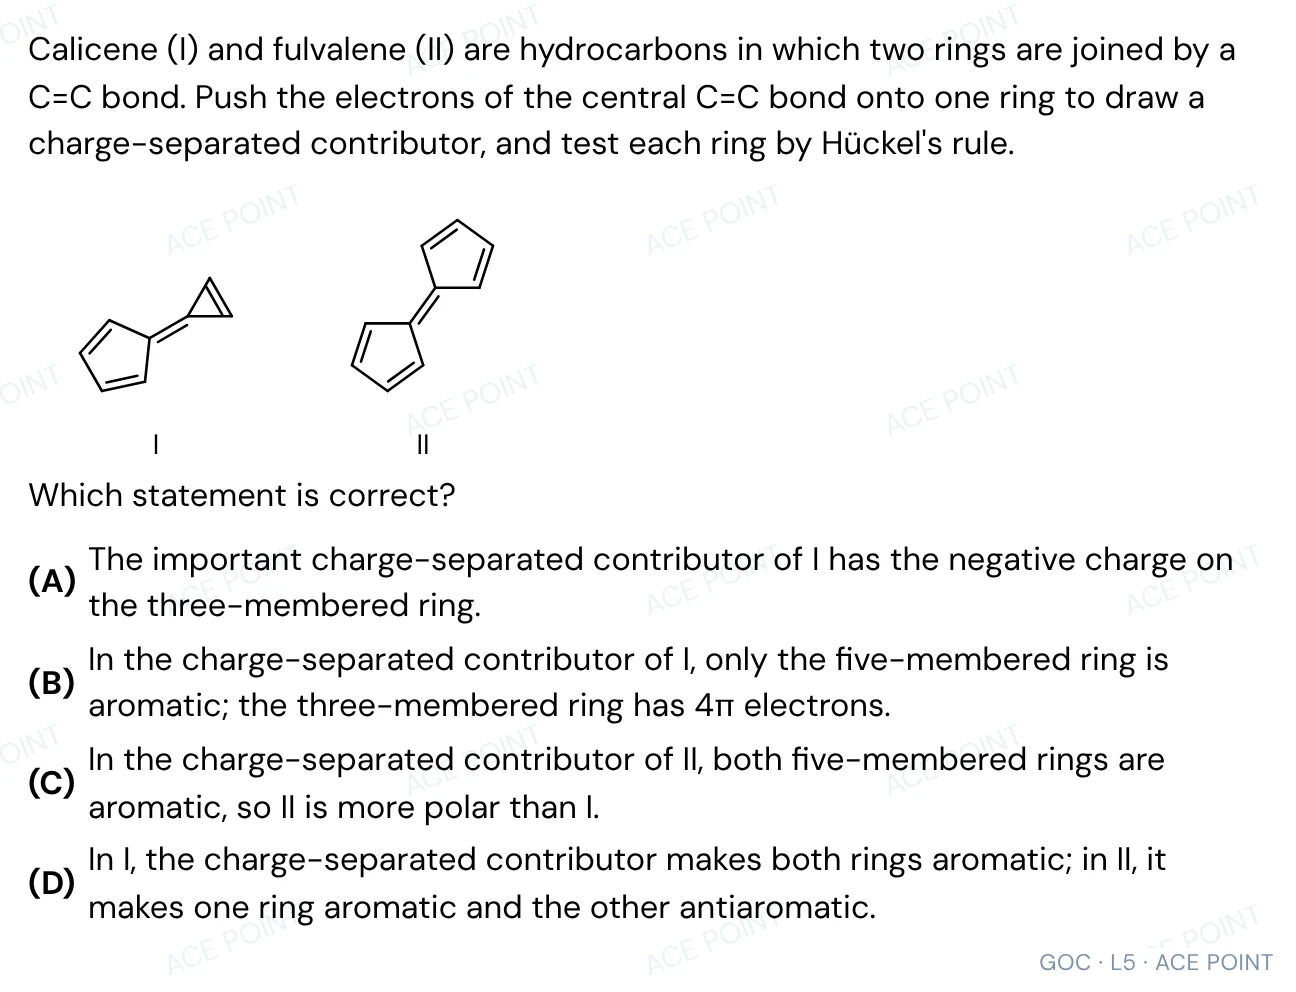 Calicene (I) and fulvalene (II) are hydrocarbons in which two rings are joined by a
C=C bond. Push the electrons of the central C=C bond onto one ring to draw a
charge-separated contributor, and test each ring by Hückel's rule.
I
II
Which statement is correct?
(A) The important charge-separated contributor of I has the negative charge on
the three-membered ring.
(B) In the charge-separated contributor of I, only the five-membered ring is
aromatic; the three-membered ring has 4π electrons.
(C) In the charge-separated contributor of II, both five-membered rings are
aromatic, so II is more polar than I.
(D) In I, the charge-separated contributor makes both rings aromatic; in II, it
makes one ring aromatic and the other antiaromatic.
GOC · L5 · ACE POINT